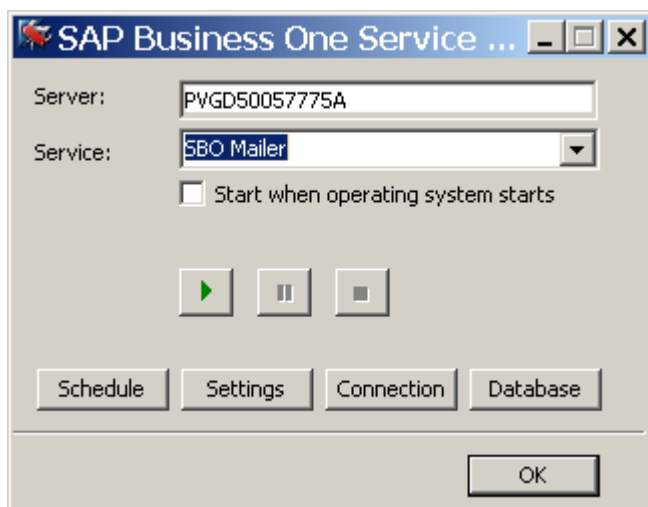 SAP Business One Service ...
Server: PVGD50057775A
Service: SBO Mailer
Start when operating system starts
Schedule Settings Connection Database
OK